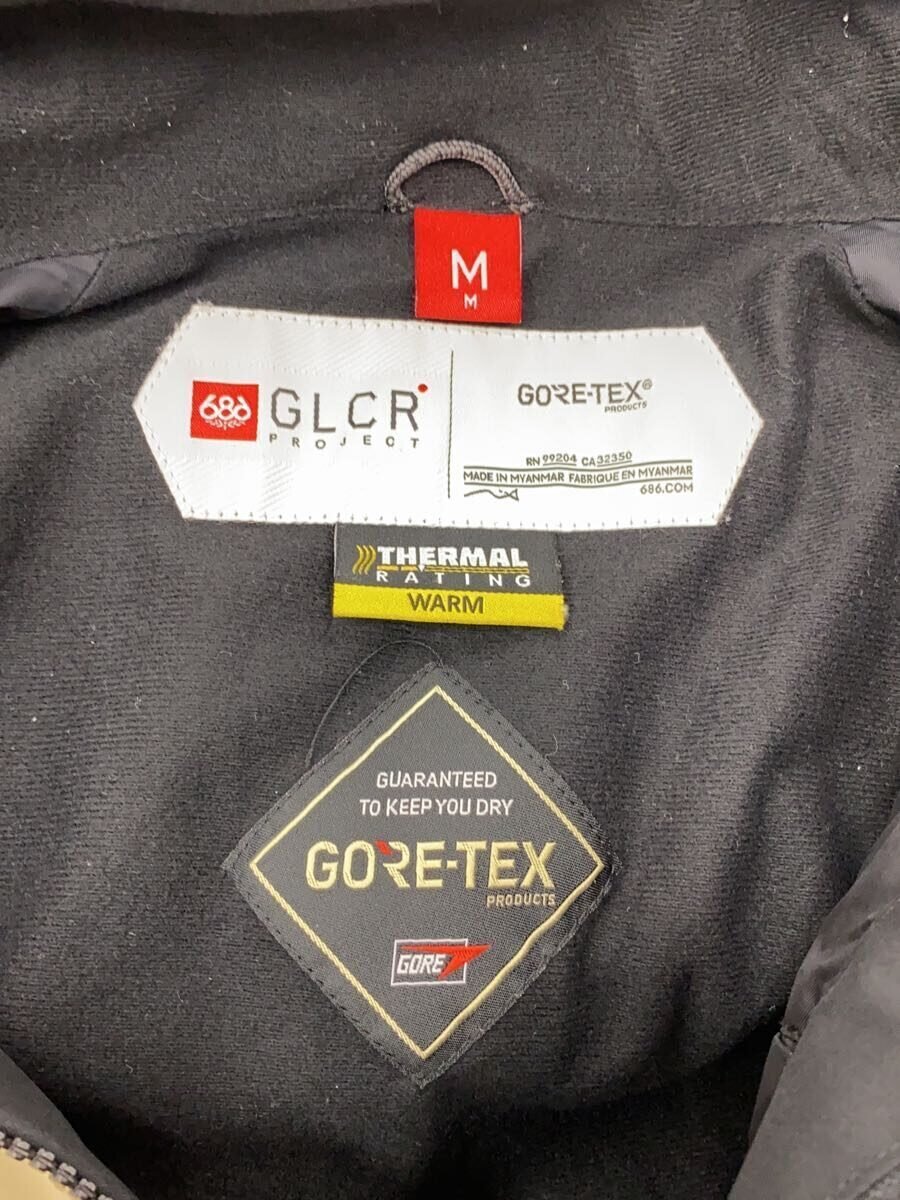 M
M
686
GLCR
PROJECT
GORE-TEX®
PRODUCTS
RN 99204 CA 32350
MADE IN MYANMAR FABRIQUE EN MYANMAR
686.COM
THERMAL
RATING
WARM
GUARANTEED
TO KEEP YOU DRY
GORE-TEX
PRODUCTS
GORE